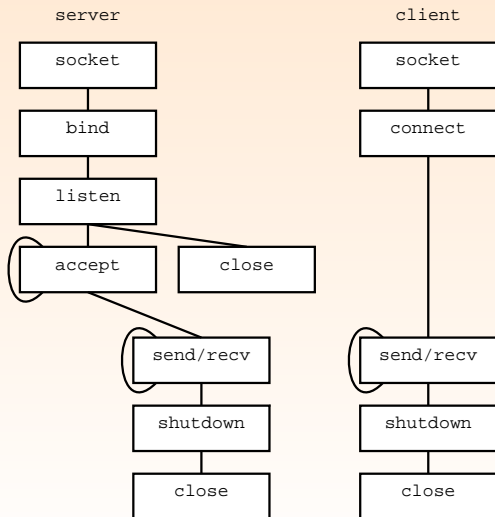 server
socket
bind
listen
accept
close
send/recv
shutdown
close
client
socket
connect
send/recv
shutdown
close